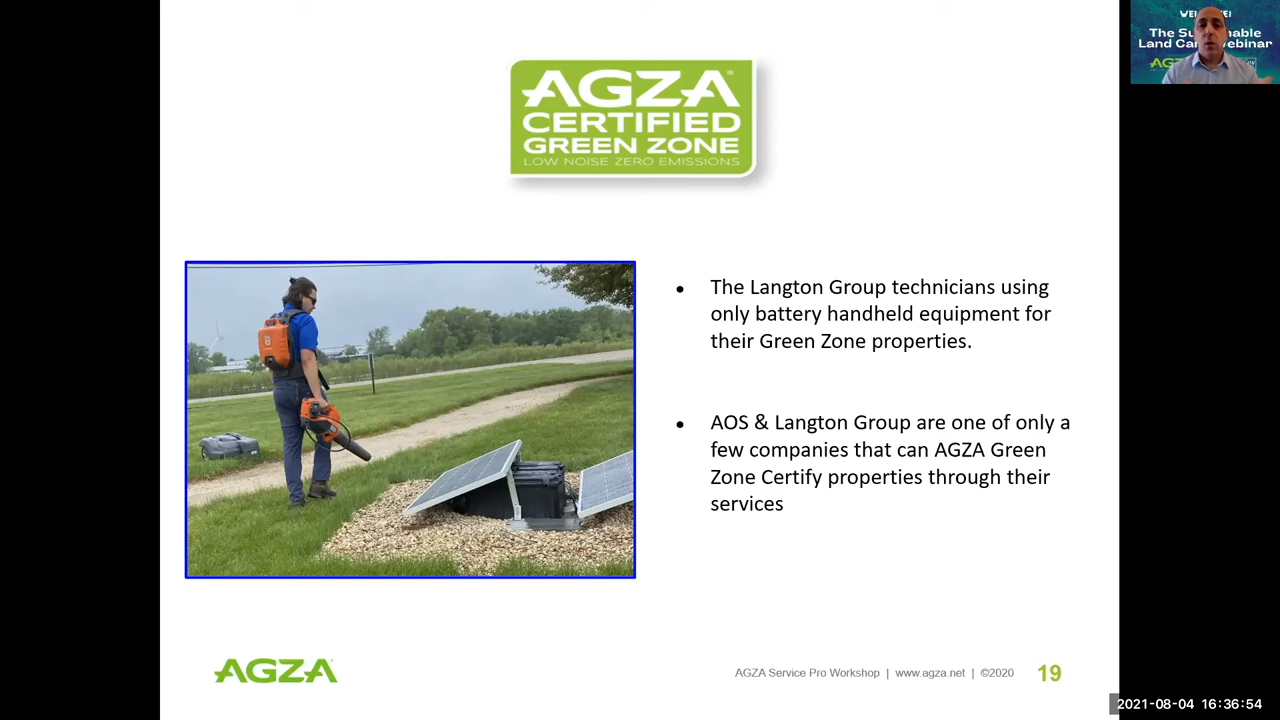 AGZA®
CERTIFIED
GREEN ZONE
LOW NOISE ZERO EMISSIONS
• The Langton Group technicians using
only battery handheld equipment for
their Green Zone properties.
• AOS & Langton Group are one of only a
few companies that can AGZA Green
Zone Certify properties through their
services
AGZA
AGZA Service Pro Workshop | www.agza.net | ©2020
19
The
Land
2021-08-04 16:36:54